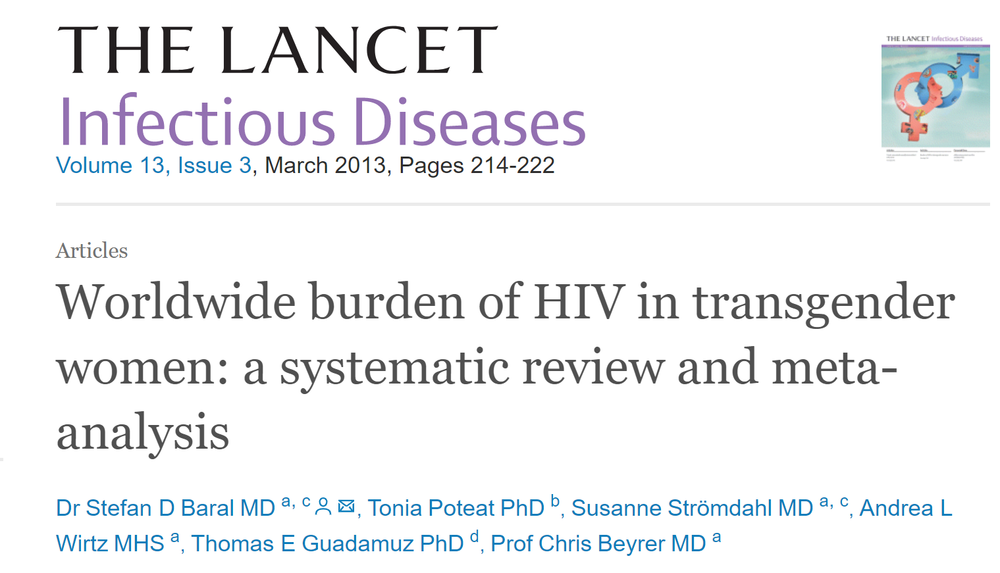 THE LANCET
Infectious Diseases
Volume 13, Issue 3, March 2013, Pages 214-222
THE LANCET Infectious Diseases
Articles
Worldwide burden of HIV in transgender
women: a systematic review and meta-
analysis
Dr Stefan D Baral MD a, c, Tonia Poteat PhD b, Susanne Strömdahl MD a, c, Andrea L
Wirtz MHS a, Thomas E Guadamuz PhD d, Prof Chris Beyrer MD a